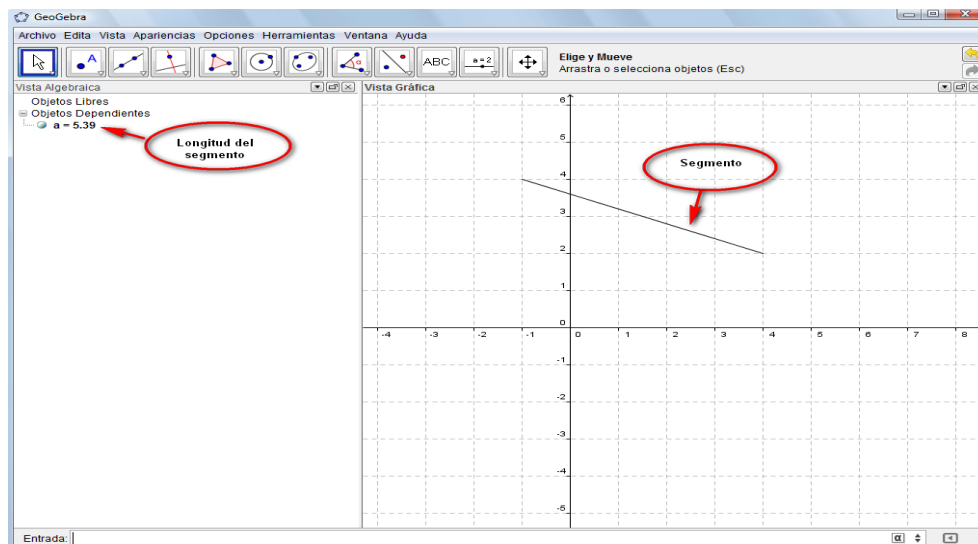 GeoGebra
Archivo Edita Vista Apariencias Opciones Herramientas Ventana Ayuda
A
α
ABC
a=2
Elige y Mueve
Arrastra o selecciona objetos (Esc)
Vista Algebraica
Vista Gráfica
Objetos Libres
Objetos Dependientes
a = 5.39
Longitud del
segmento
Segmento
6
5
4
3
2
1
0
-4 -3 -2 -1 0 1 2 3 4 5 6 7 8
-1
-2
-3
-4
-5
Entrada:
α